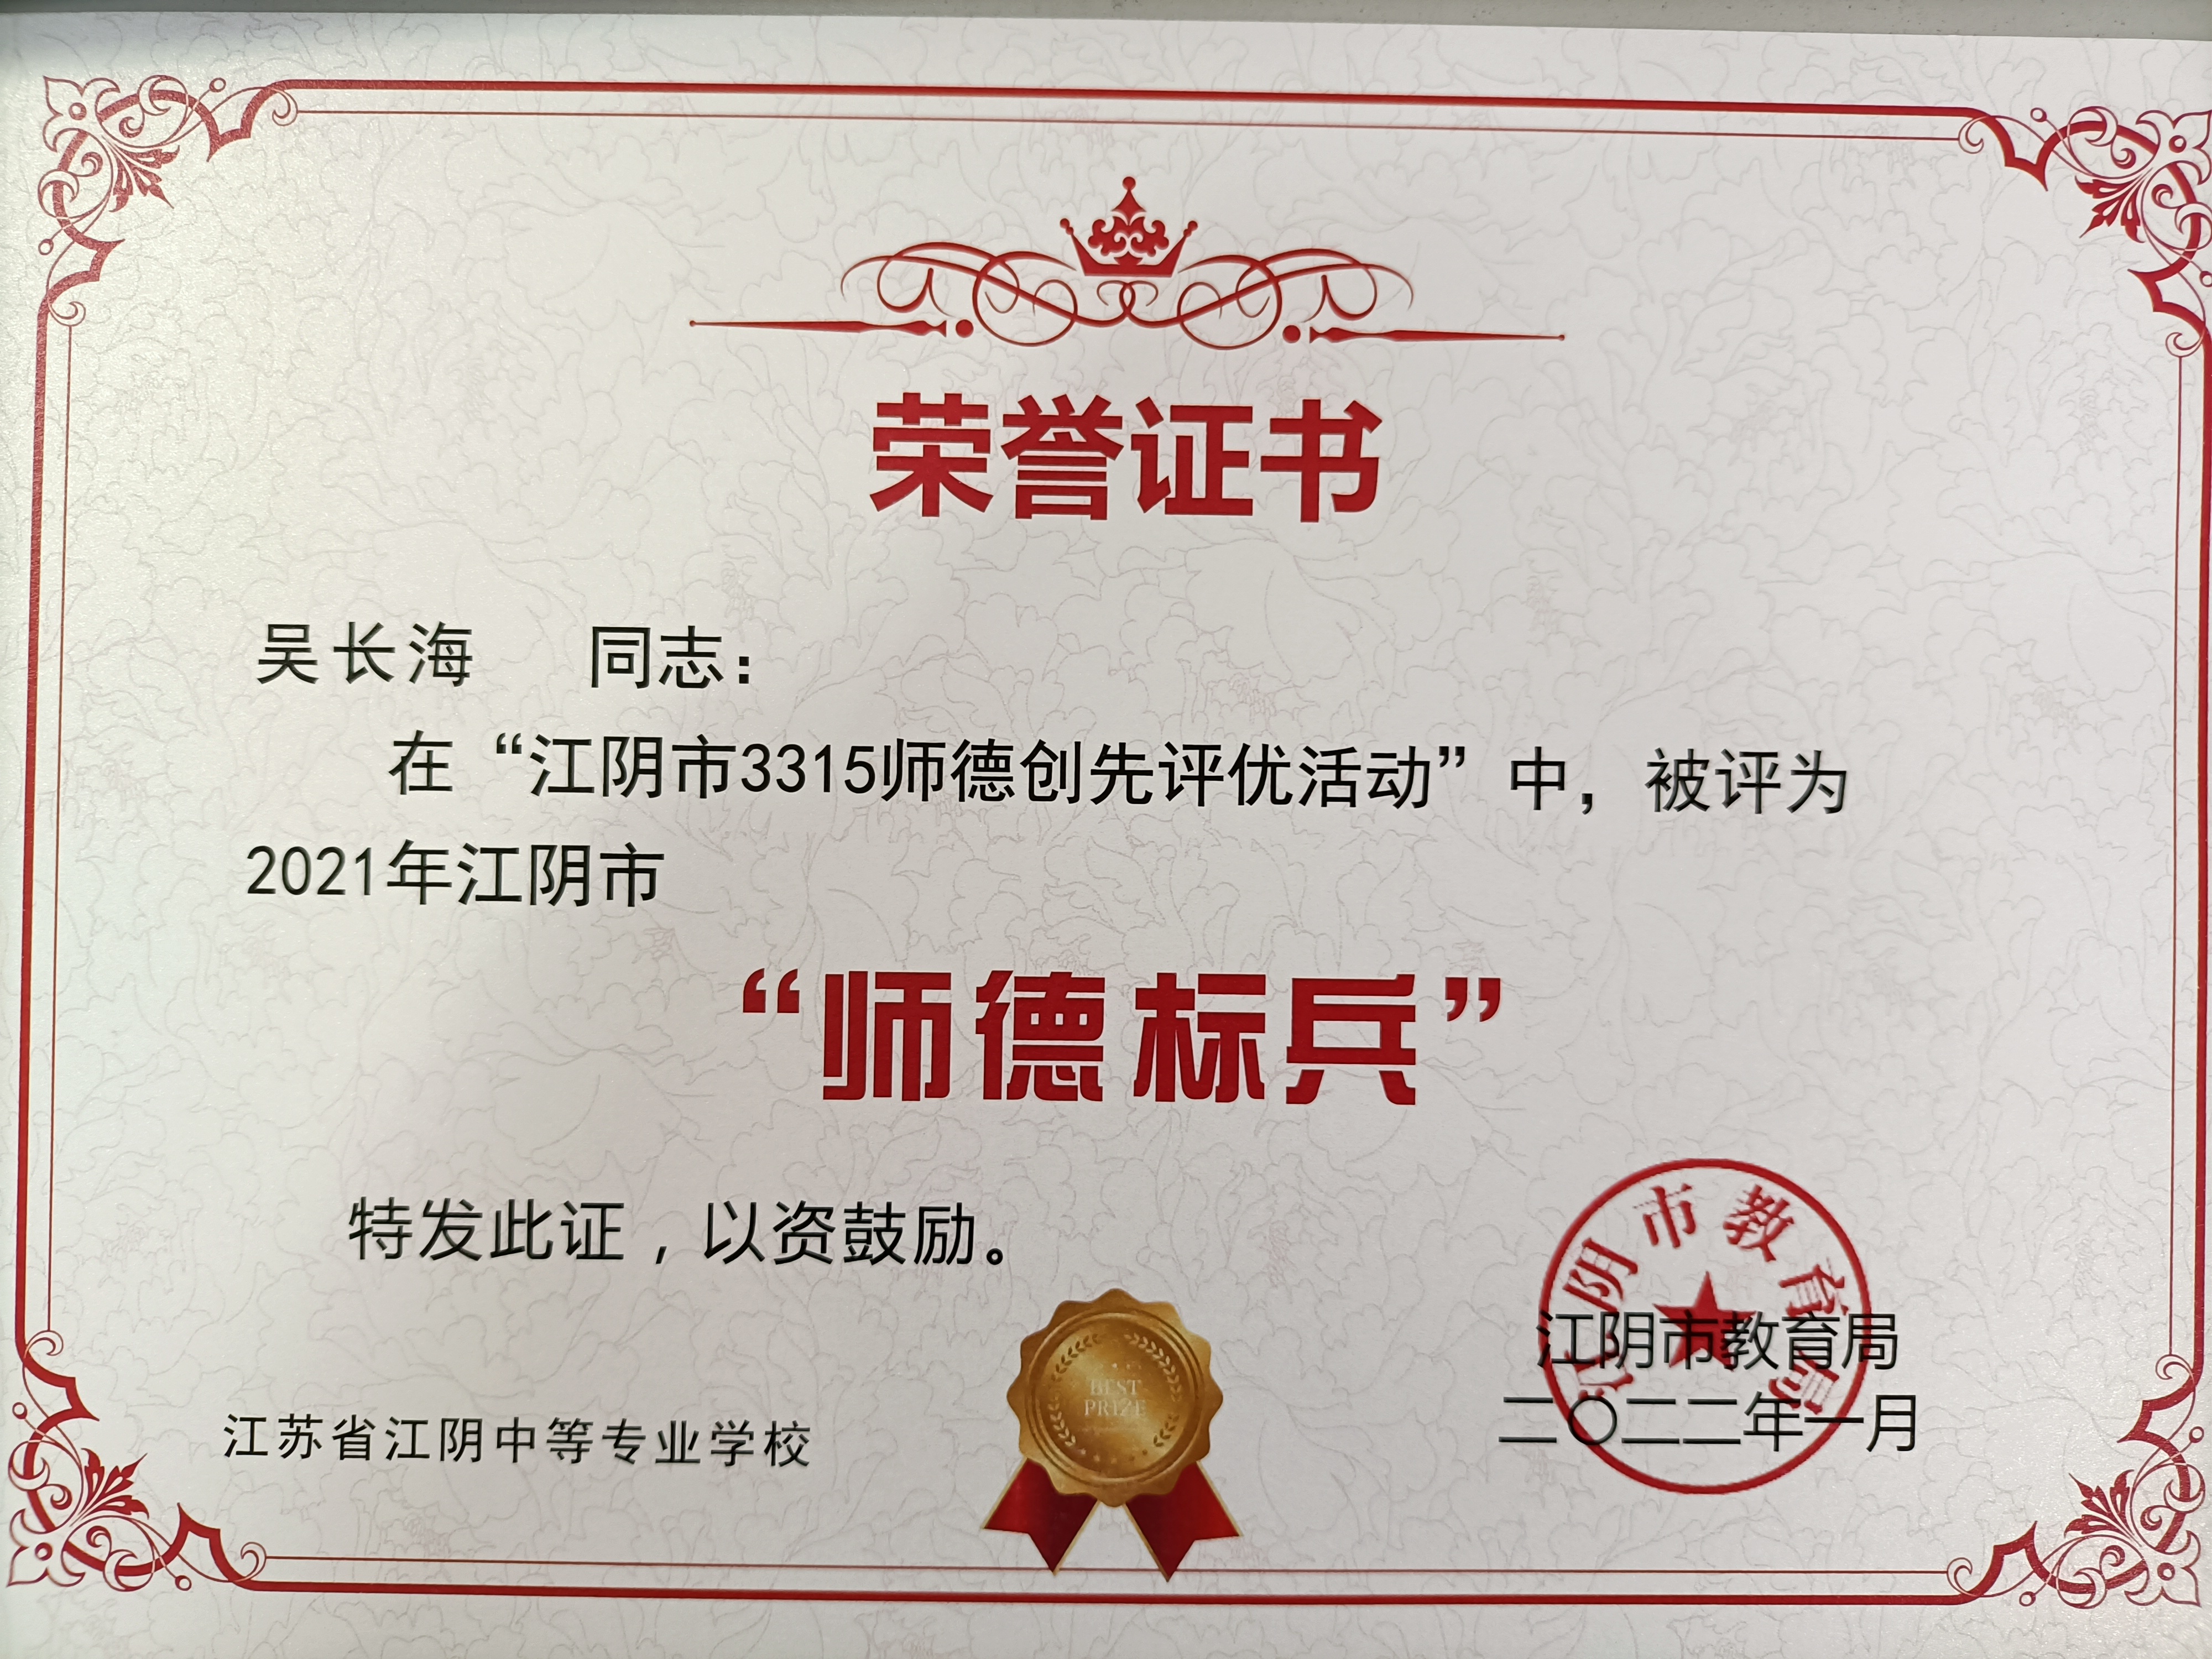 荣誉证书
吴长海 同志：
在“江阴市3315师德创先评优活动”中，被评为
2021年江阴市
“师德标兵”
特发此证，以资鼓励。
江阴市教育局
江阴市教育局
二〇二二年一月
BEST
PRIZE
江苏省江阴中等专业学校